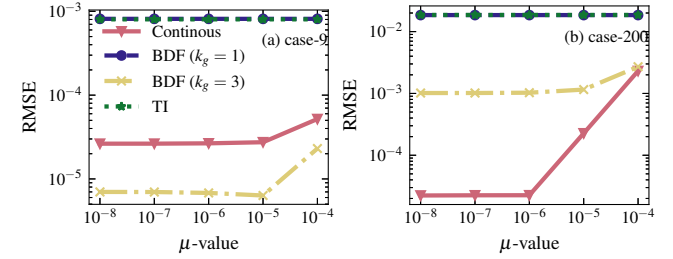 10⁻³
10⁻⁴
10⁻⁵
RMSE
Continous
BDF (k_g = 1)
BDF (k_g = 3)
TI
(a) case-9
10⁻⁸ 10⁻⁷ 10⁻⁶ 10⁻⁵ 10⁻⁴
μ-value
10⁻²
10⁻³
10⁻⁴
RMSE
(b) case-200
10⁻⁸ 10⁻⁷ 10⁻⁶ 10⁻⁵ 10⁻⁴
μ-value